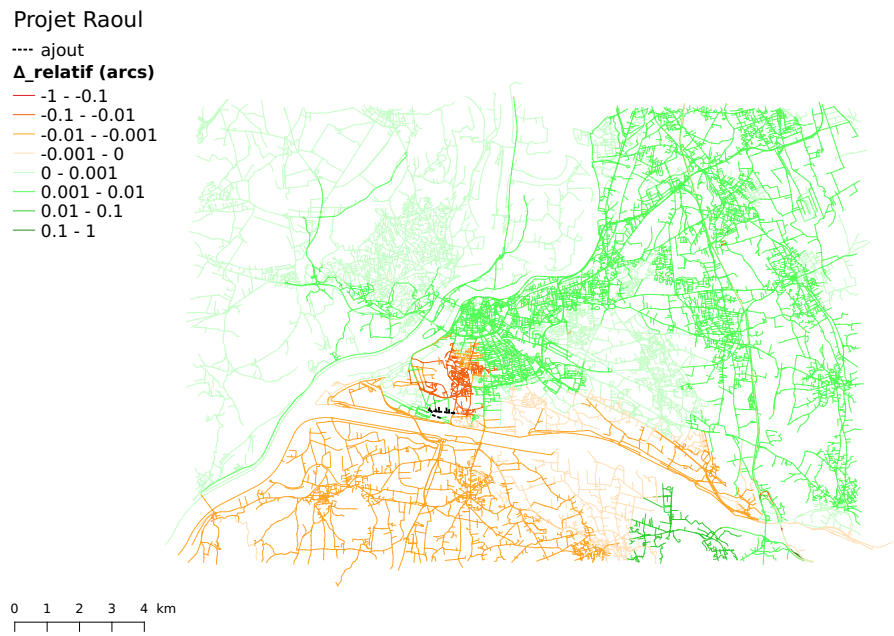 Projet Raoul
ajout
Δ_relatif (arcs)
-1 - -0.1
-0.1 - -0.01
-0.01 - -0.001
-0.001 - 0
0 - 0.001
0.001 - 0.01
0.01 - 0.1
0.1 - 1
0 1 2 3 4 km